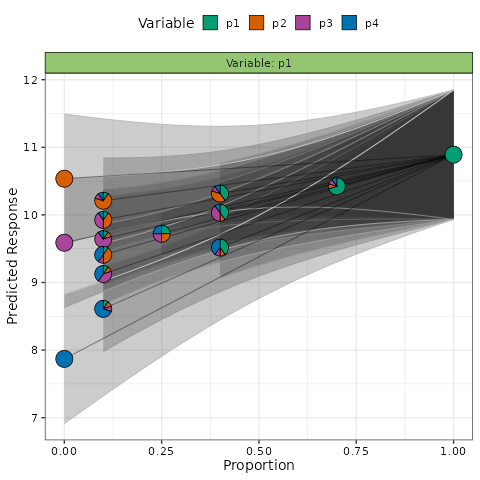 Variable p1 p2 p3 p4
Variable: p1
12
11
10
9
8
7
Predicted Response
0.00 0.25 0.50 0.75 1.00
Proportion